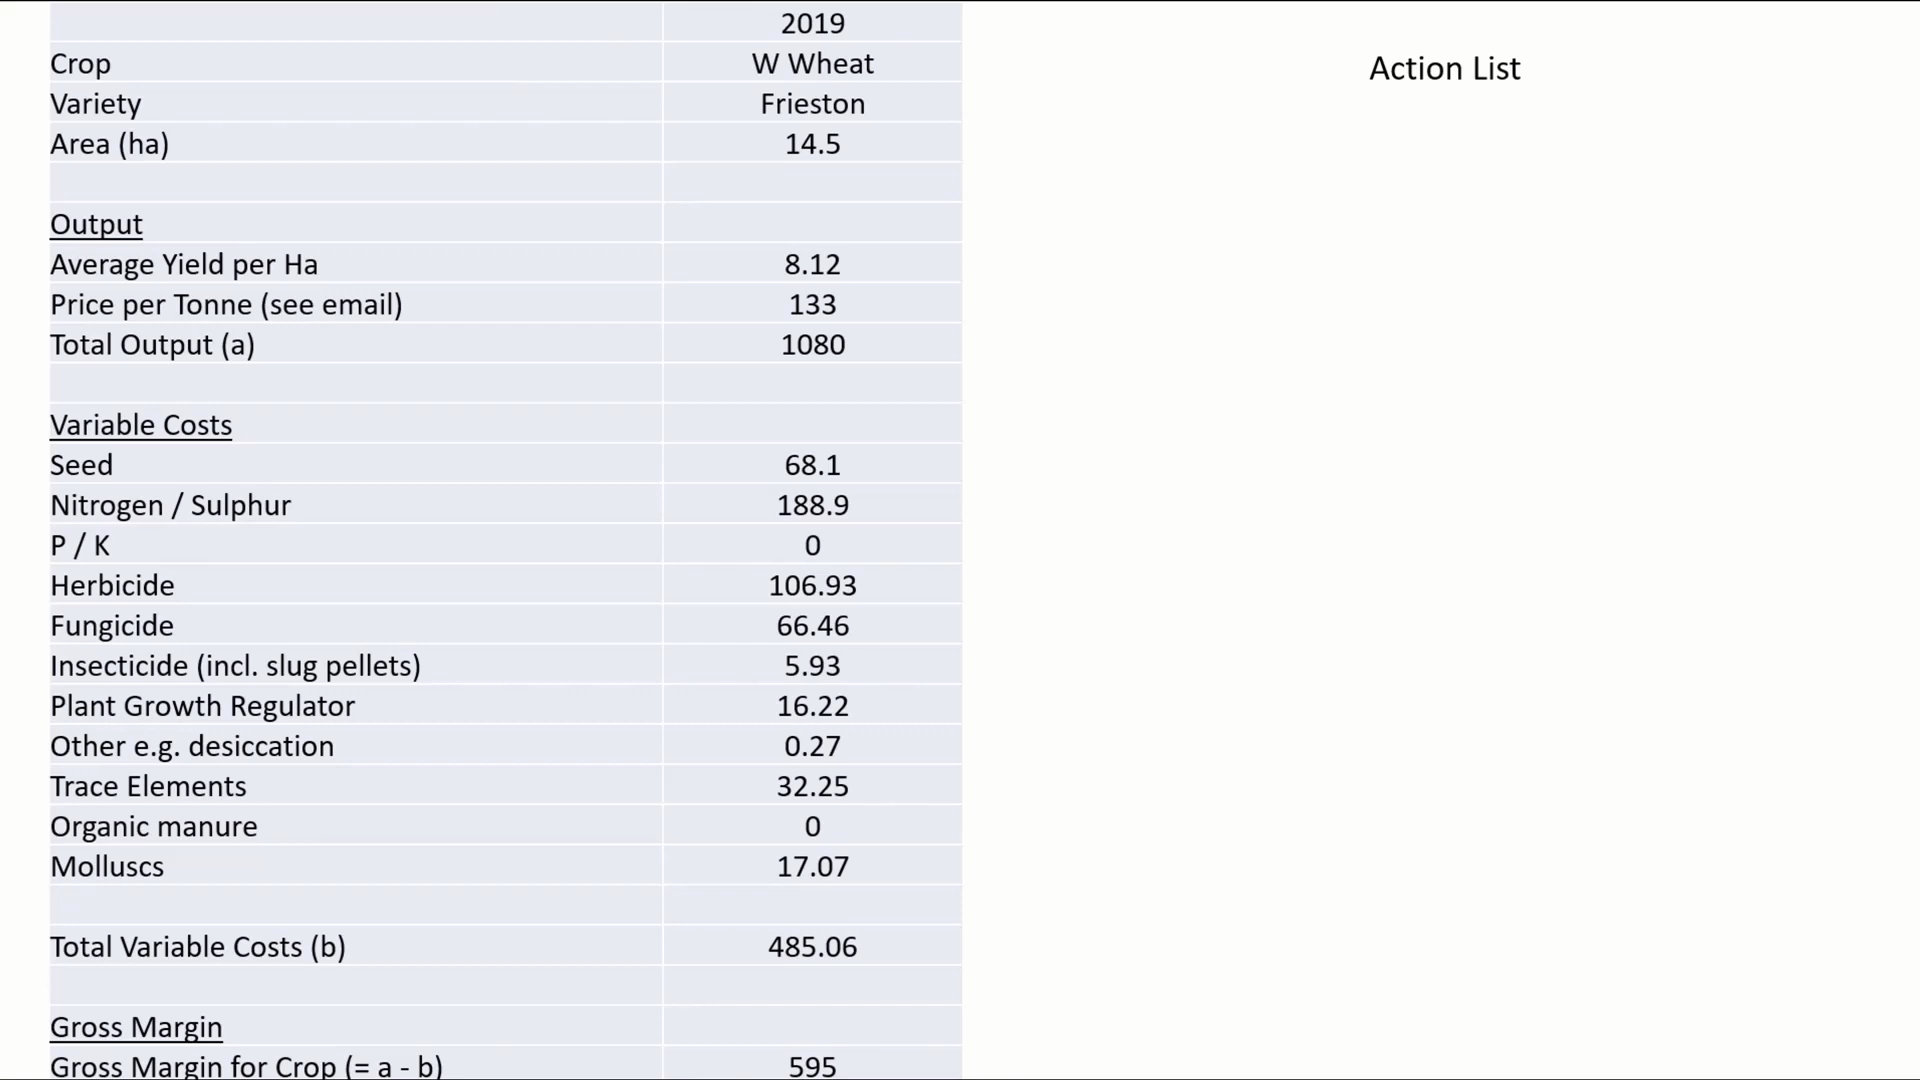 2019
Crop W Wheat
Variety Frieston
Area (ha) 14.5
Output
Average Yield per Ha 8.12
Price per Tonne (see email) 133
Total Output (a) 1080
Variable Costs
Seed 68.1
Nitrogen / Sulphur 188.9
P / K 0
Herbicide 106.93
Fungicide 66.46
Insecticide (incl. slug pellets) 5.93
Plant Growth Regulator 16.22
Other e.g. desiccation 0.27
Trace Elements 32.25
Organic manure 0
Molluscs 17.07
Total Variable Costs (b) 485.06
Gross Margin
Gross Margin for Crop (= a - b) 595
Action List